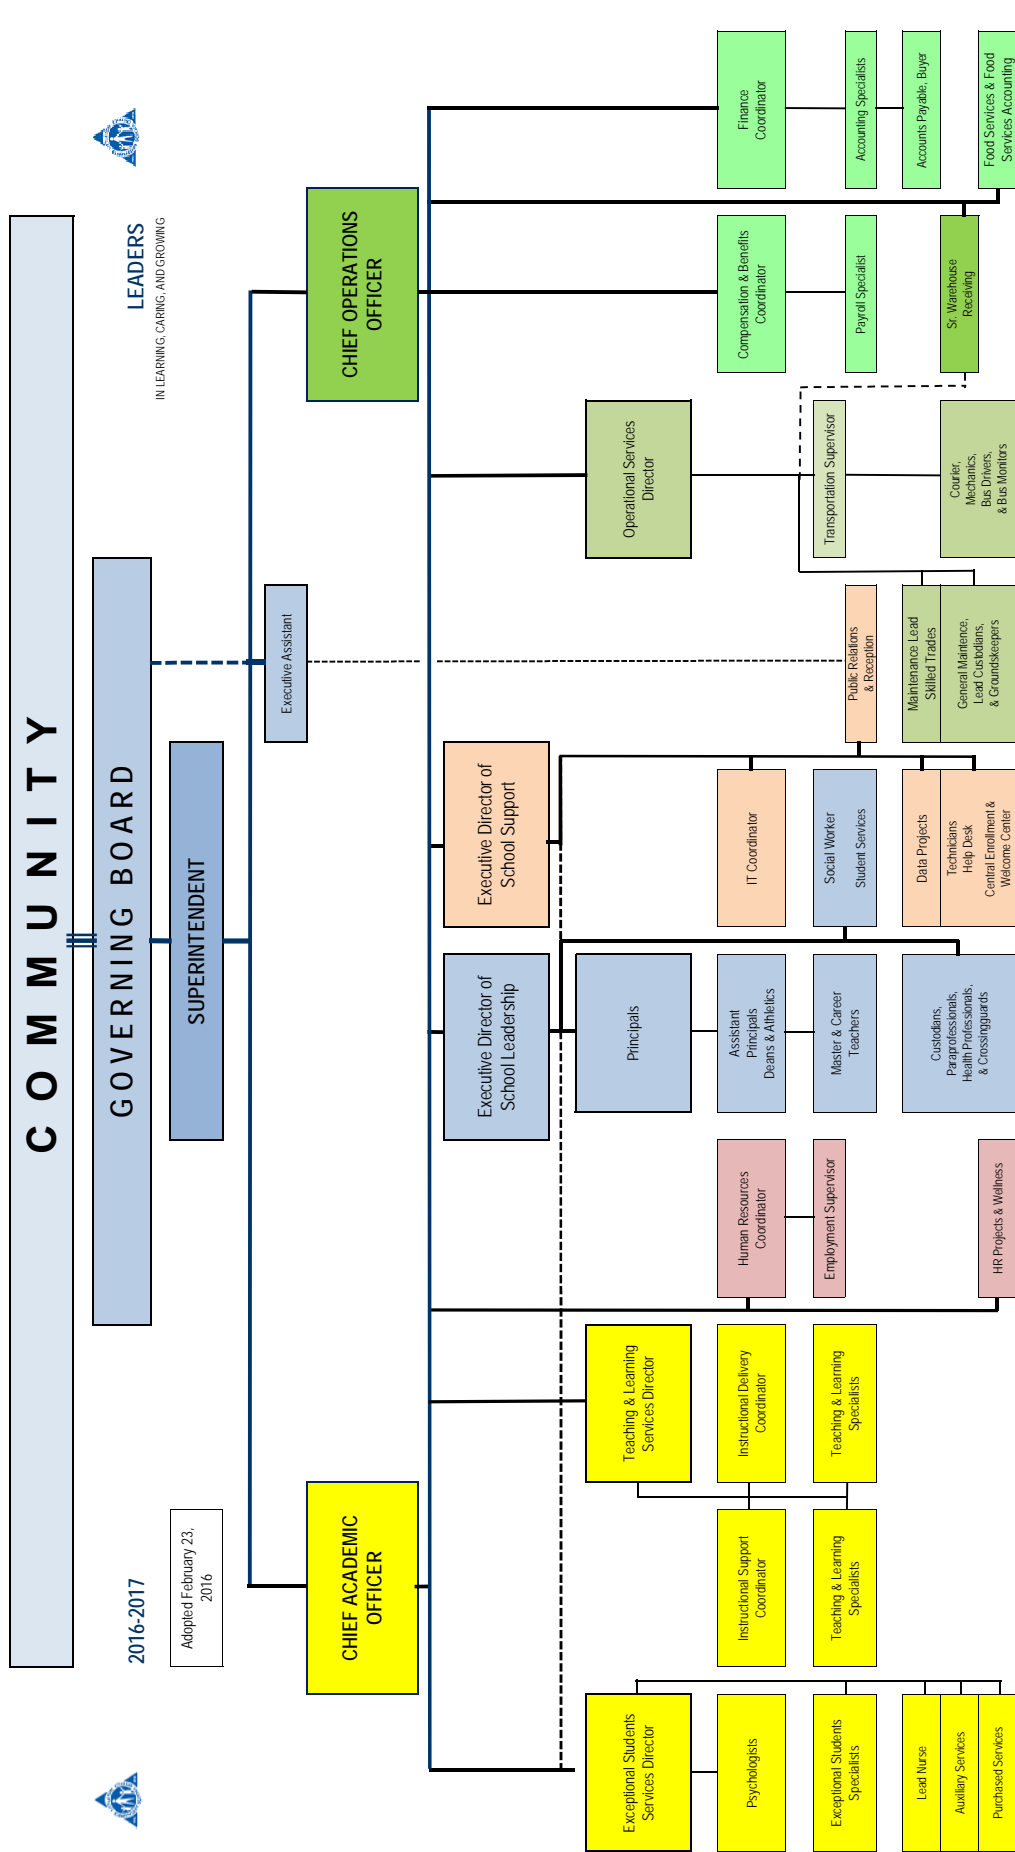 COMMUNITY
LEADERS
IN LEARNING, CARING, AND GROWING
2016-2017
GOVERNING BOARD
Adopted February 23,
2016
SUPERINTENDENT
Executive Assistant
CHIEF ACADEMIC
OFFICER
CHIEF OPERATIONS
OFFICER
Executive Director of
School Leadership
Executive Director of
School Support
Exceptional Students
Services Director
Teaching & Learning
Services Director
Principals
Operational Services
Director
Psychologists
Instructional Support
Coordinator
Instructional Delivery
Coordinator
Human Resources
Coordinator
Assistant
Principals
Deans & Athletics
IT Coordinator
Compensation & Benefits
Coordinator
Finance
Coordinator
Exceptional Students
Specialists
Teaching & Learning
Specialists
Teaching & Learning
Specialists
Employment Supervisor
Master & Career
Teachers
Social Worker
Student Services
Transportation Supervisor
Public Relations
& Reception
Payroll Specialist
Accounting Specialists
Lead Nurse
Custodians,
Paraprofessionals,
Health Professionals,
& Crossingguards
Data Projects
Maintenance Lead
Skilled Trades
Accounts Payable, Buyer
Auxiliary Services
Technicians
Help Desk
Central Enrollment &
Welcome Center
General Maintence,
Lead Custodians,
& Groundskeepers
Courier,
Mechanics,
Bus Drivers,
& Bus Monitors
Sr. Warehouse
Receiving
Purchased Services
HR Projects & Wellness
Food Services & Food
Services Accounting